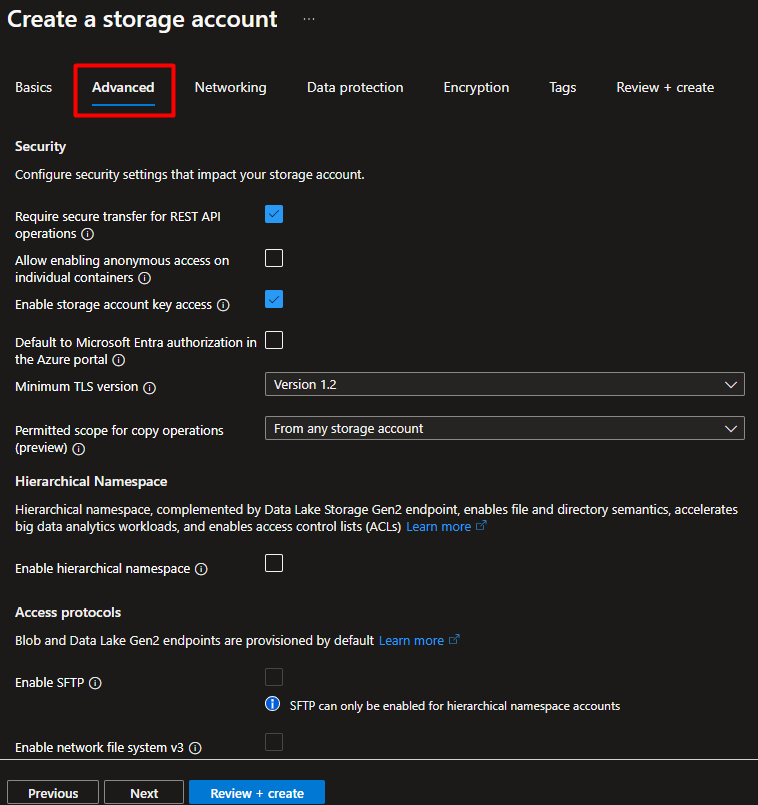 Create a storage account ...
Basics Advanced Networking Data protection Encryption Tags Review + create
Security
Configure security settings that impact your storage account.
Require secure transfer for REST API
operations
Allow enabling anonymous access on
individual containers
Enable storage account key access
Default to Microsoft Entra authorization in
the Azure portal
Minimum TLS version
Version 1.2
Permitted scope for copy operations
(preview)
From any storage account
Hierarchical Namespace
Hierarchical namespace, complemented by Data Lake Storage Gen2 endpoint, enables file and directory semantics, accelerates
big data analytics workloads, and enables access control lists (ACLs) Learn more
Enable hierarchical namespace
Access protocols
Blob and Data Lake Gen2 endpoints are provisioned by default Learn more
Enable SFTP
SFTP can only be enabled for hierarchical namespace accounts
Enable network file system v3
Previous Next Review + create